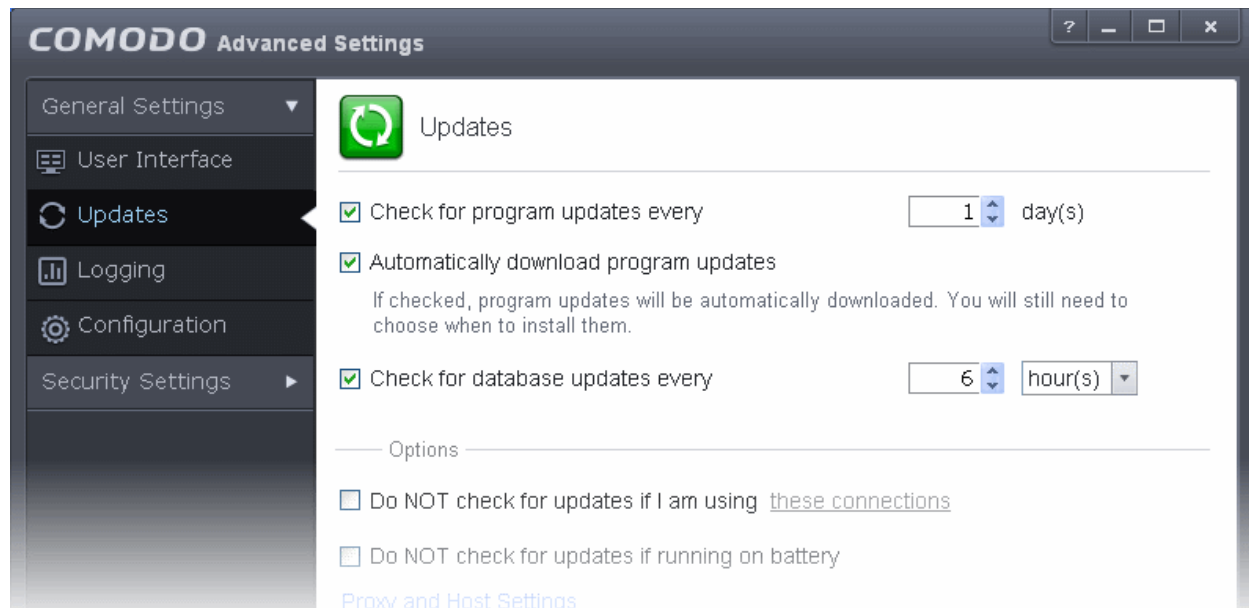 COMODO Advanced Settings
?
General Settings
User Interface
Updates
Logging
Configuration
Security Settings
Updates
Check for program updates every 1 day(s)
Automatically download program updates
If checked, program updates will be automatically downloaded. You will still need to
choose when to install them.
Check for database updates every 6 hour(s)
Options
Do NOT check for updates if I am using these connections
Do NOT check for updates if running on battery
Proxy and Host Settings